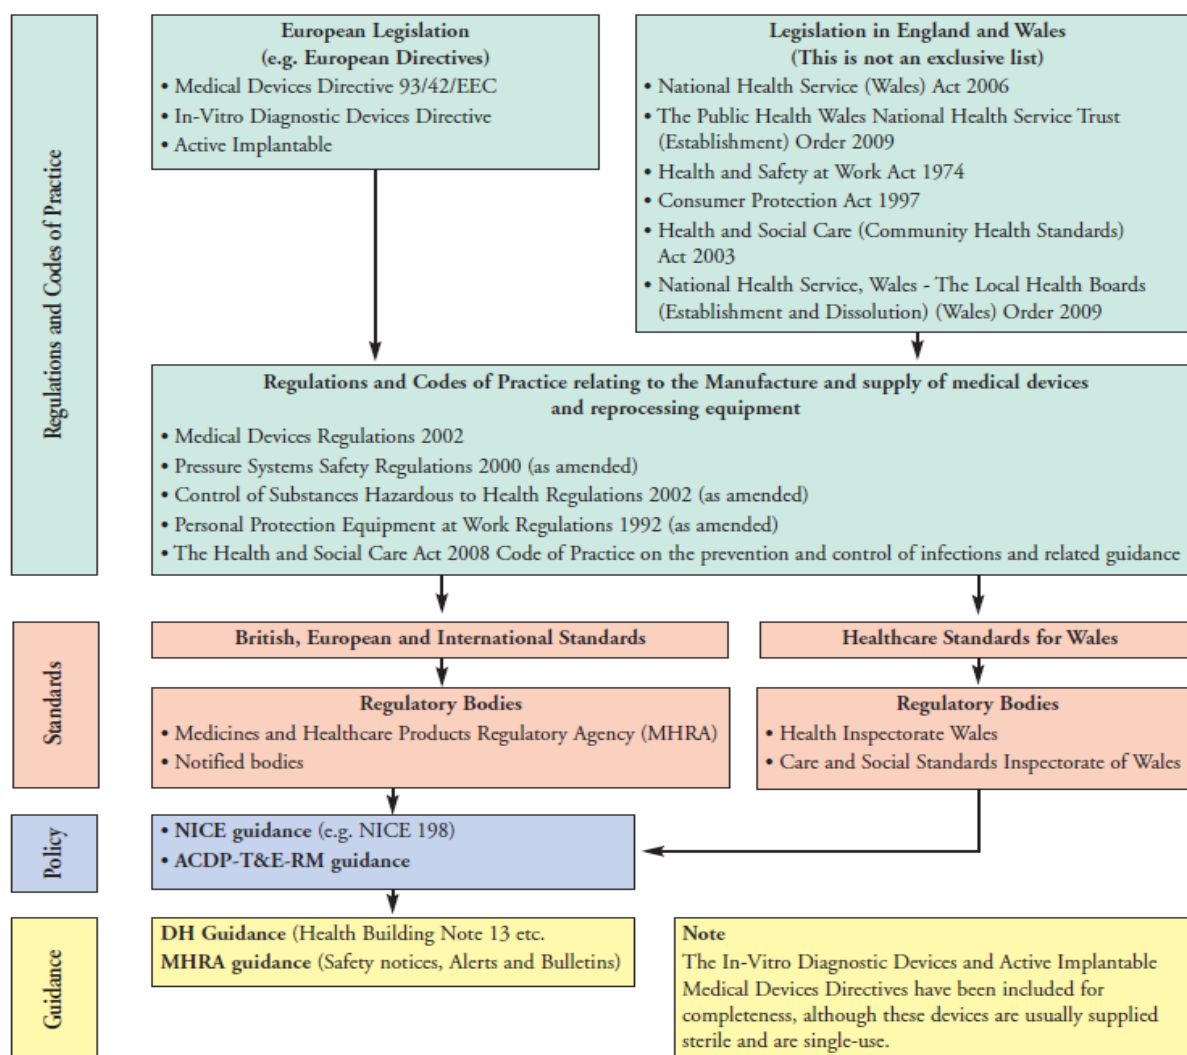 Regulations and Codes of Practice
European Legislation
(e.g. European Directives)
• Medical Devices Directive 93/42/EEC
• In-Vitro Diagnostic Devices Directive
• Active Implantable
Legislation in England and Wales
(This is not an exclusive list)
• National Health Service (Wales) Act 2006
• The Public Health Wales National Health Service Trust
(Establishment) Order 2009
• Health and Safety at Work Act 1974
• Consumer Protection Act 1997
• Health and Social Care (Community Health Standards)
Act 2003
• National Health Service, Wales - The Local Health Boards
(Establishment and Dissolution) (Wales) Order 2009
Regulations and Codes of Practice relating to the Manufacture and supply of medical devices
and reprocessing equipment
• Medical Devices Regulations 2002
• Pressure Systems Safety Regulations 2000 (as amended)
• Control of Substances Hazardous to Health Regulations 2002 (as amended)
• Personal Protection Equipment at Work Regulations 1992 (as amended)
• The Health and Social Care Act 2008 Code of Practice on the prevention and control of infections and related guidance
Standards
British, European and International Standards
Healthcare Standards for Wales
Regulatory Bodies
• Medicines and Healthcare Products Regulatory Agency (MHRA)
• Notified bodies
Regulatory Bodies
• Health Inspectorate Wales
• Care and Social Standards Inspectorate of Wales
Policy
• NICE guidance (e.g. NICE 198)
• ACDP-T&E-RM guidance
Guidance
DH Guidance (Health Building Note 13 etc.
MHRA guidance (Safety notices, Alerts and Bulletins)
Note
The In-Vitro Diagnostic Devices and Active Implantable
Medical Devices Directives have been included for
completeness, although these devices are usually supplied
sterile and are single-use.